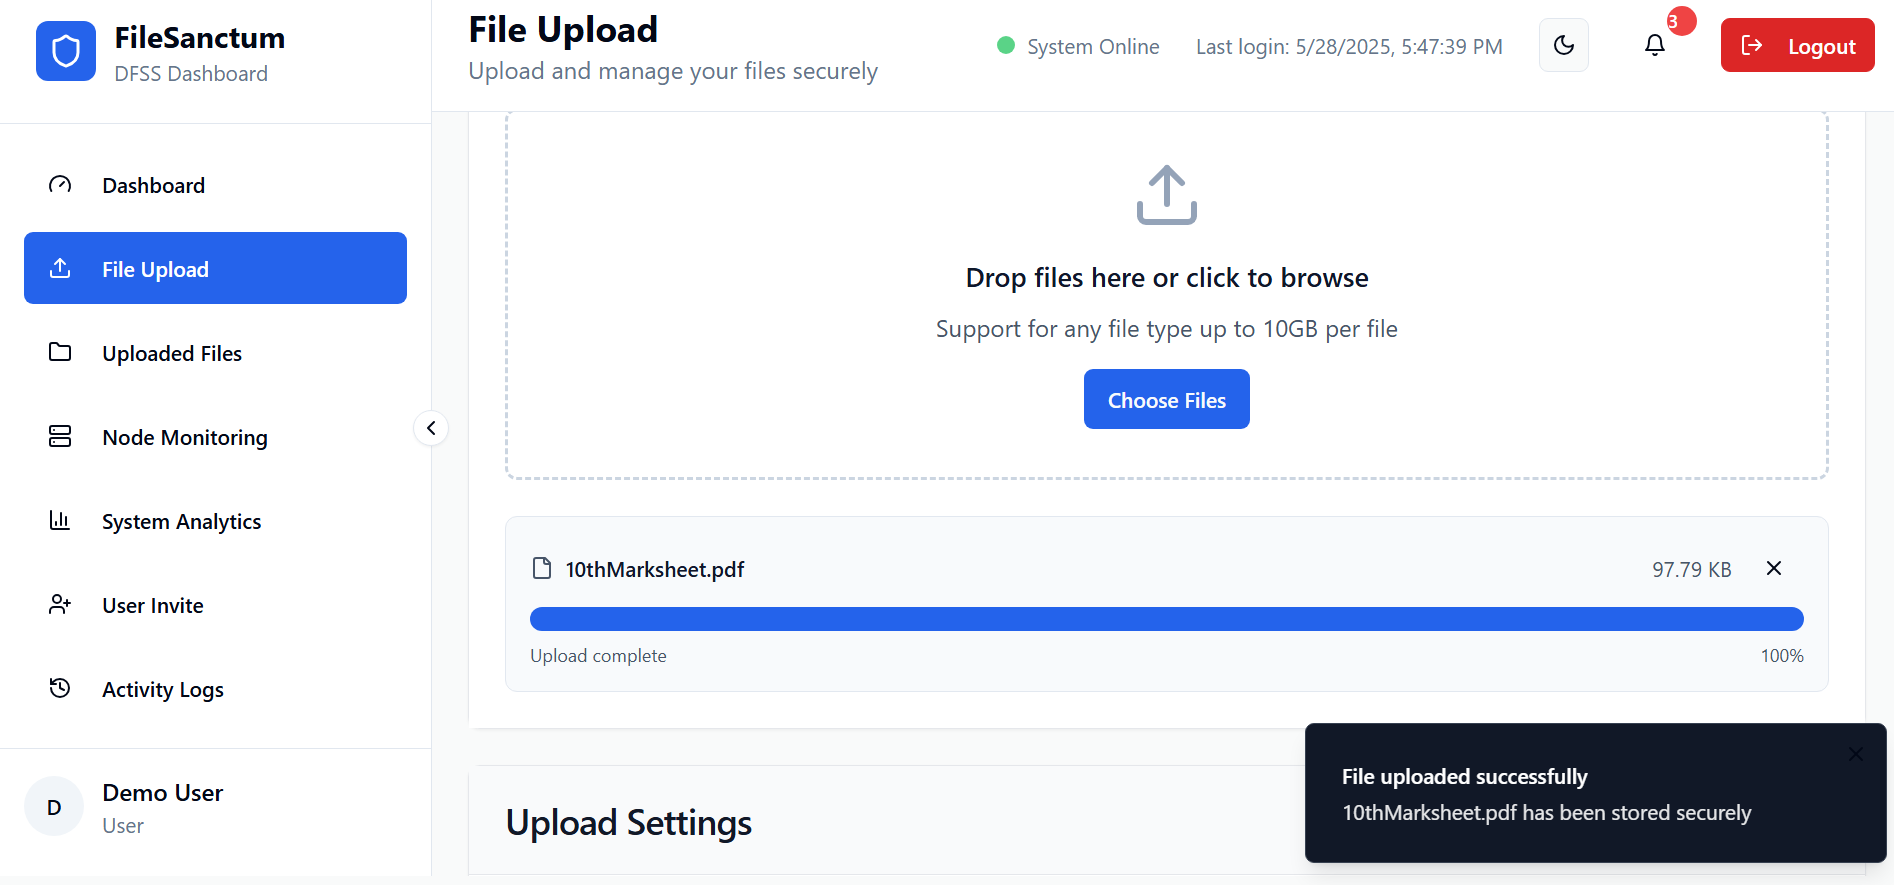 FileSanctum
DFSS Dashboard
Dashboard
File Upload
Uploaded Files
Node Monitoring
System Analytics
User Invite
Activity Logs
D
Demo User
User
File Upload
Upload and manage your files securely
System Online
Last login: 5/28/2025, 5:47:39 PM
3
Logout
Drop files here or click to browse
Support for any file type up to 10GB per file
Choose Files
10thMarksheet.pdf
97.79 KB
Upload complete
100%
Upload Settings
File uploaded successfully
10thMarksheet.pdf has been stored securely